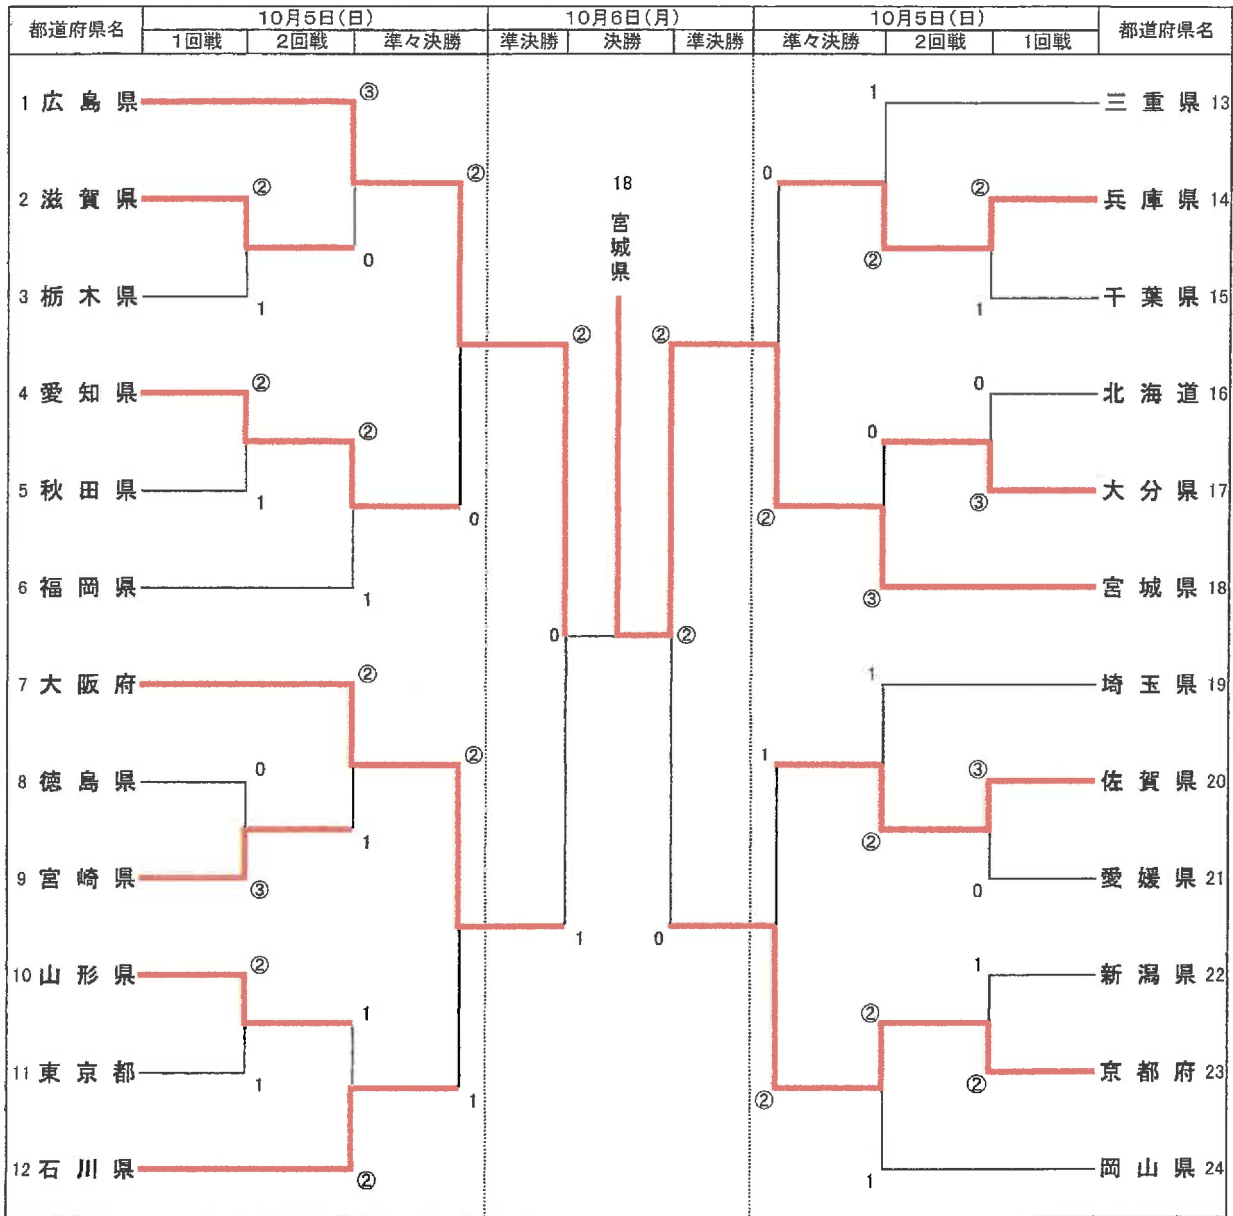 都道府県名 10月5日(日) 10月6日(月) 10月5日(日) 都道府県名
1回戦 2回戦 準々決勝 準決勝 決勝 準決勝 準々決勝 2回戦 1回戦
③ 1
1 広島県 三重県 13
② 0 18 ②
2 滋賀県 ② 宮城県 兵庫県 14
0 ②
3 栃木県 千葉県 15
1 1
② ②
② 0
4 愛知県 北海道 16
② 0
5 秋田県 大分県 17
1 0 ② ③
6 福岡県 宮城県 18
1 ③
0 ②
② 1
7 大阪府 埼玉県 19
② 1
0 ③
8 徳島県 佐賀県 20
1 ②
9 宮崎県 愛媛県 21
③ 0
1 0
② 1
10 山形県 新潟県 22
1 ②
11 東京都 京都府 23
1 1 ② ②
12 石川県 岡山県 24
② 1